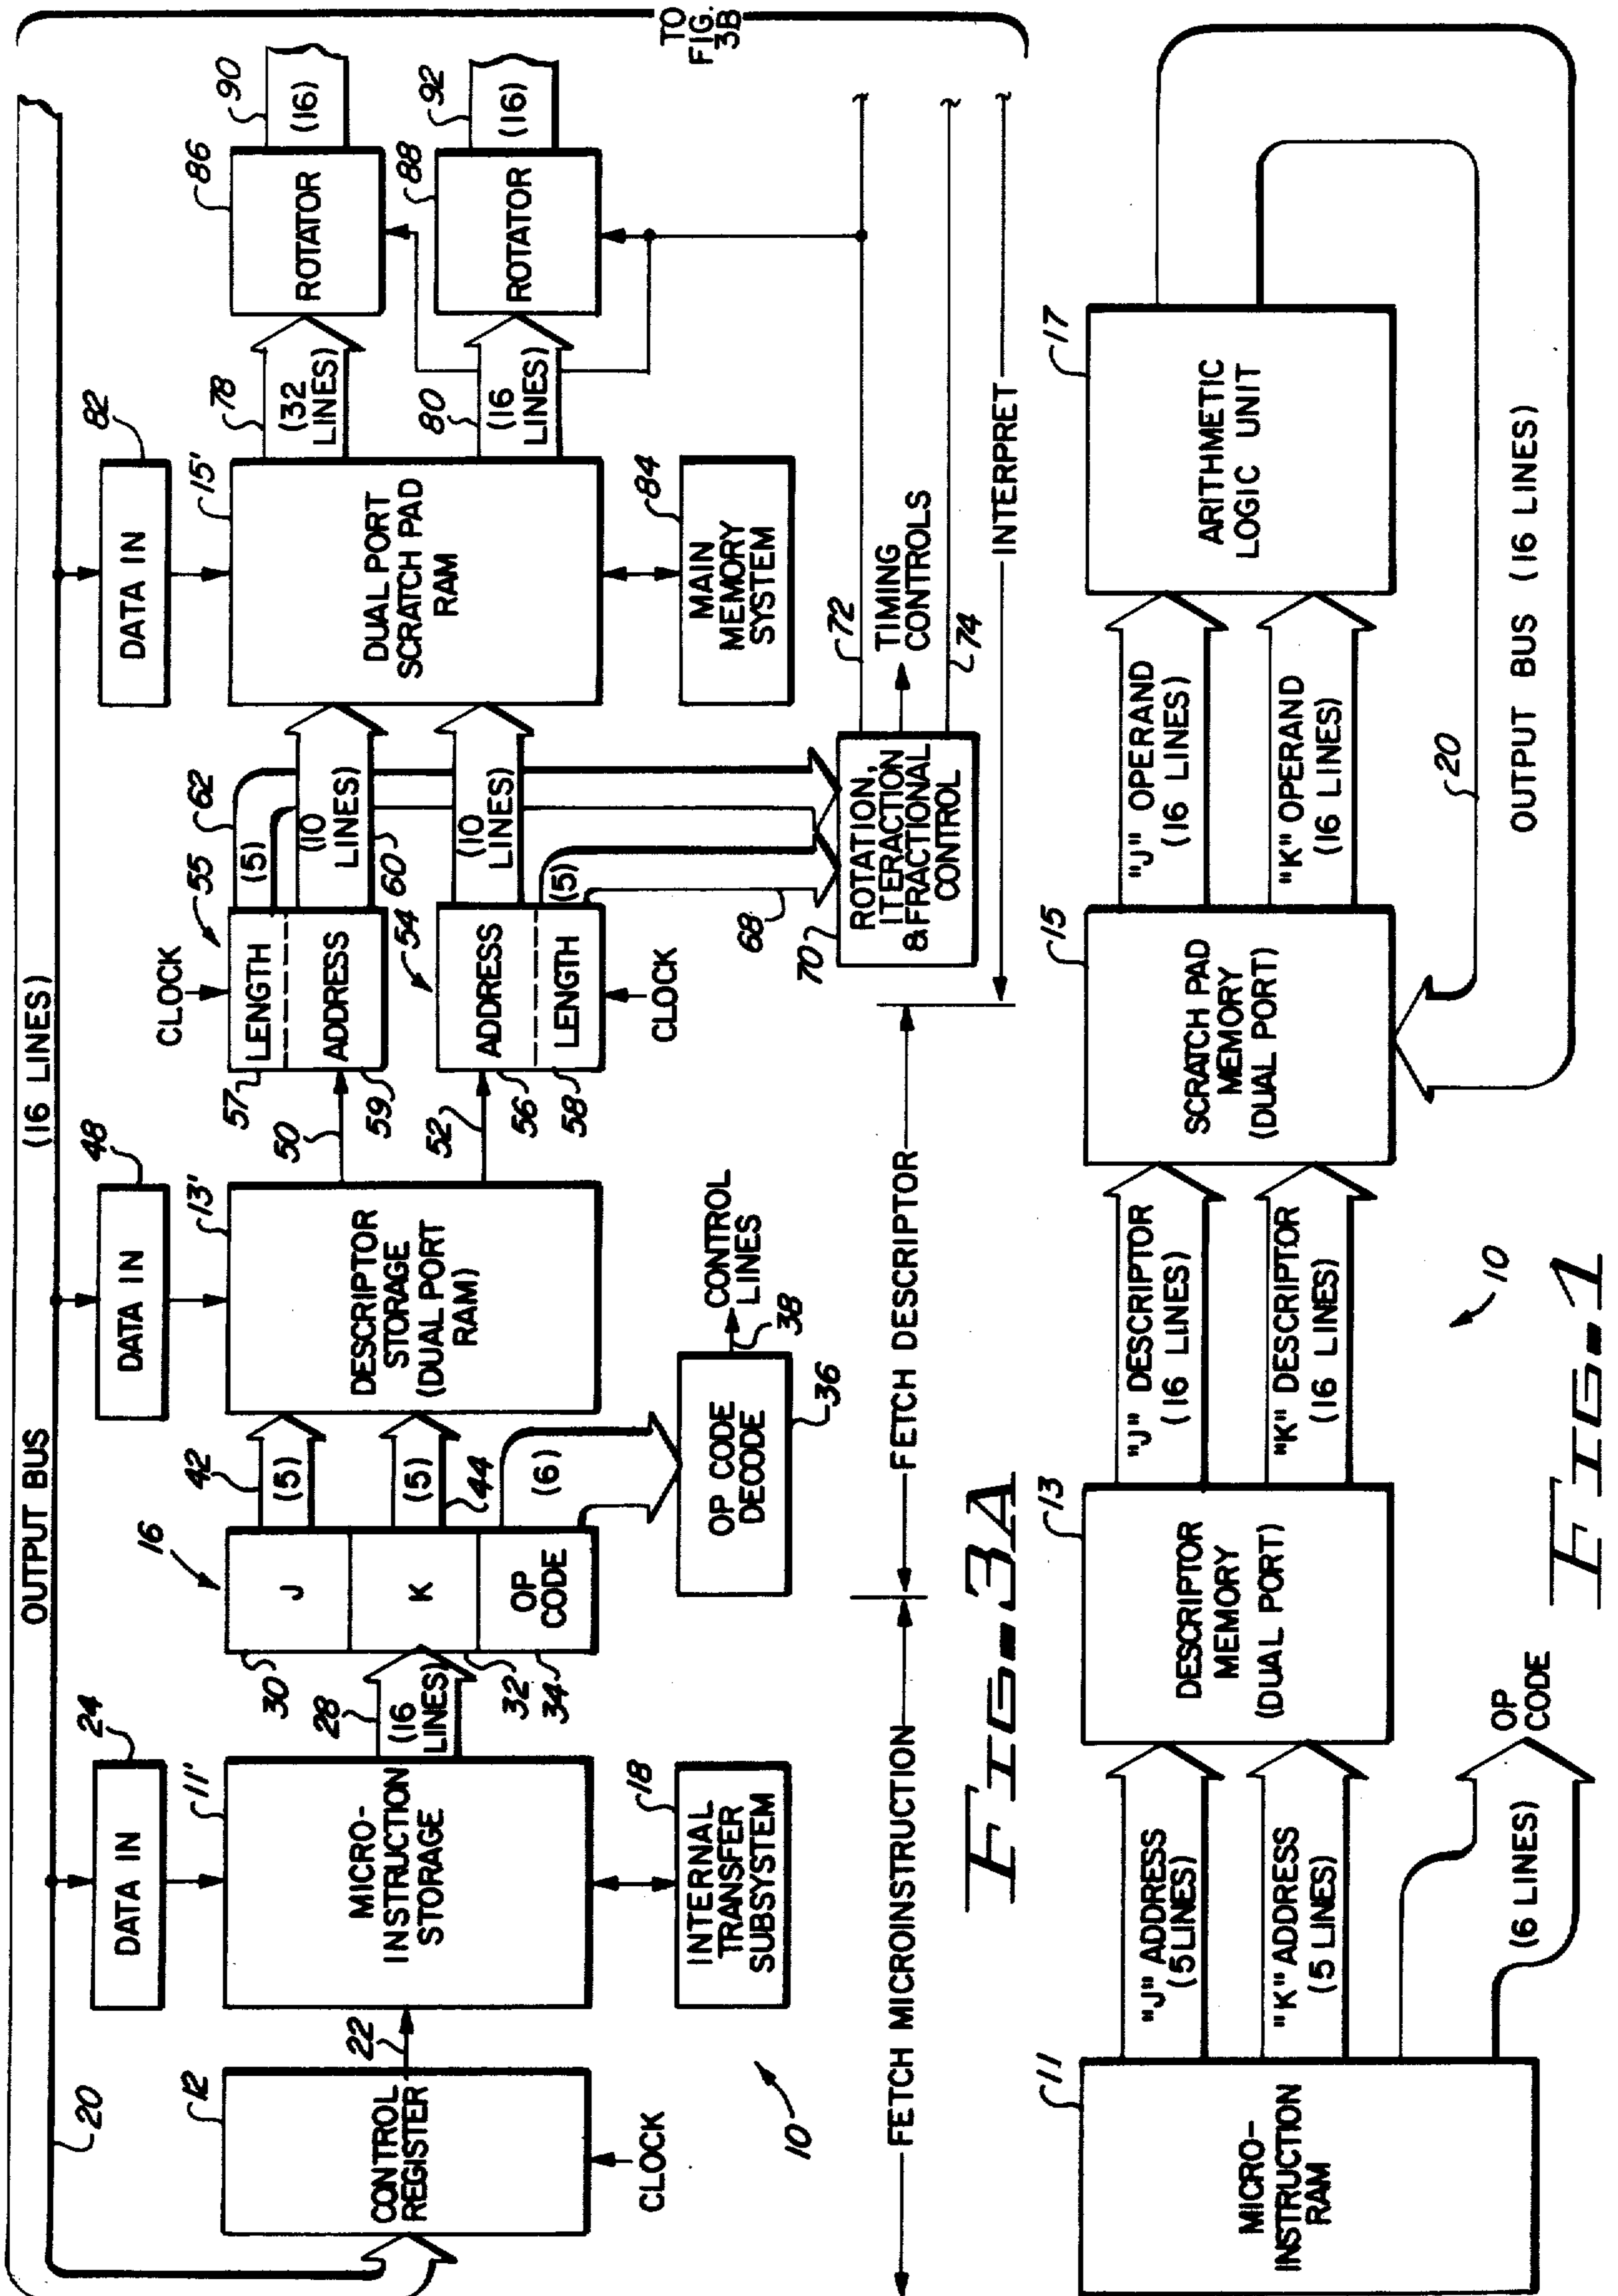 OUTPUT BUS (16 LINES)
20
24
DATA IN
48
DATA IN
82
DATA IN
12
CONTROL
REGISTER
CLOCK
22
11'
MICRO-
INSTRUCTION
STORAGE
18
INTERNAL
TRANSFER
SUBSYSTEM
28
(16
LINES)
16
30
J
32
K
34
OP
CODE
42
(5)
(5)
44
(6)
OP CODE
DECODE
36
38
CONTROL
LINES
13'
DESCRIPTOR
STORAGE
(DUAL PORT
RAM)
50
52
CLOCK
55
57
LENGTH
59
ADDRESS
54
56
ADDRESS
58
LENGTH
CLOCK
62
(5)
(10
LINES)
60
(10
LINES)
(5)
68
70
ROTATION,
ITERACTION
& FRACTIONAL
CONTROL
72
TIMING
CONTROLS
74
15'
DUAL PORT
SCRATCH PAD
RAM
84
MAIN
MEMORY
SYSTEM
78
(32
LINES)
80
(16
LINES)
86
ROTATOR
88
ROTATOR
90
(16)
92
(16)
TO
FIG.
3B
10
FETCH MICROINSTRUCTION
FETCH DESCRIPTOR
INTERPRET
FIG-3A
11
MICRO-
INSTRUCTION
RAM
"J" ADDRESS
(5 LINES)
"K" ADDRESS
(5 LINES)
(6 LINES)
OP
CODE
13
DESCRIPTOR
MEMORY
(DUAL PORT)
"J" DESCRIPTOR
(16 LINES)
"K" DESCRIPTOR
(16 LINES)
15
SCRATCH PAD
MEMORY
(DUAL PORT)
"J" OPERAND
(16 LINES)
"K" OPERAND
(16 LINES)
17
ARITHMETIC
LOGIC UNIT
20
OUTPUT BUS (16 LINES)
10
FIG-1